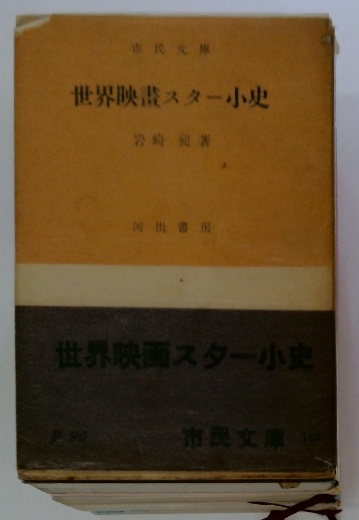 市民文庫
世界映畫スター小史
岩崎昶著
河出書房
世界映画スター小史
¥90
市民文庫